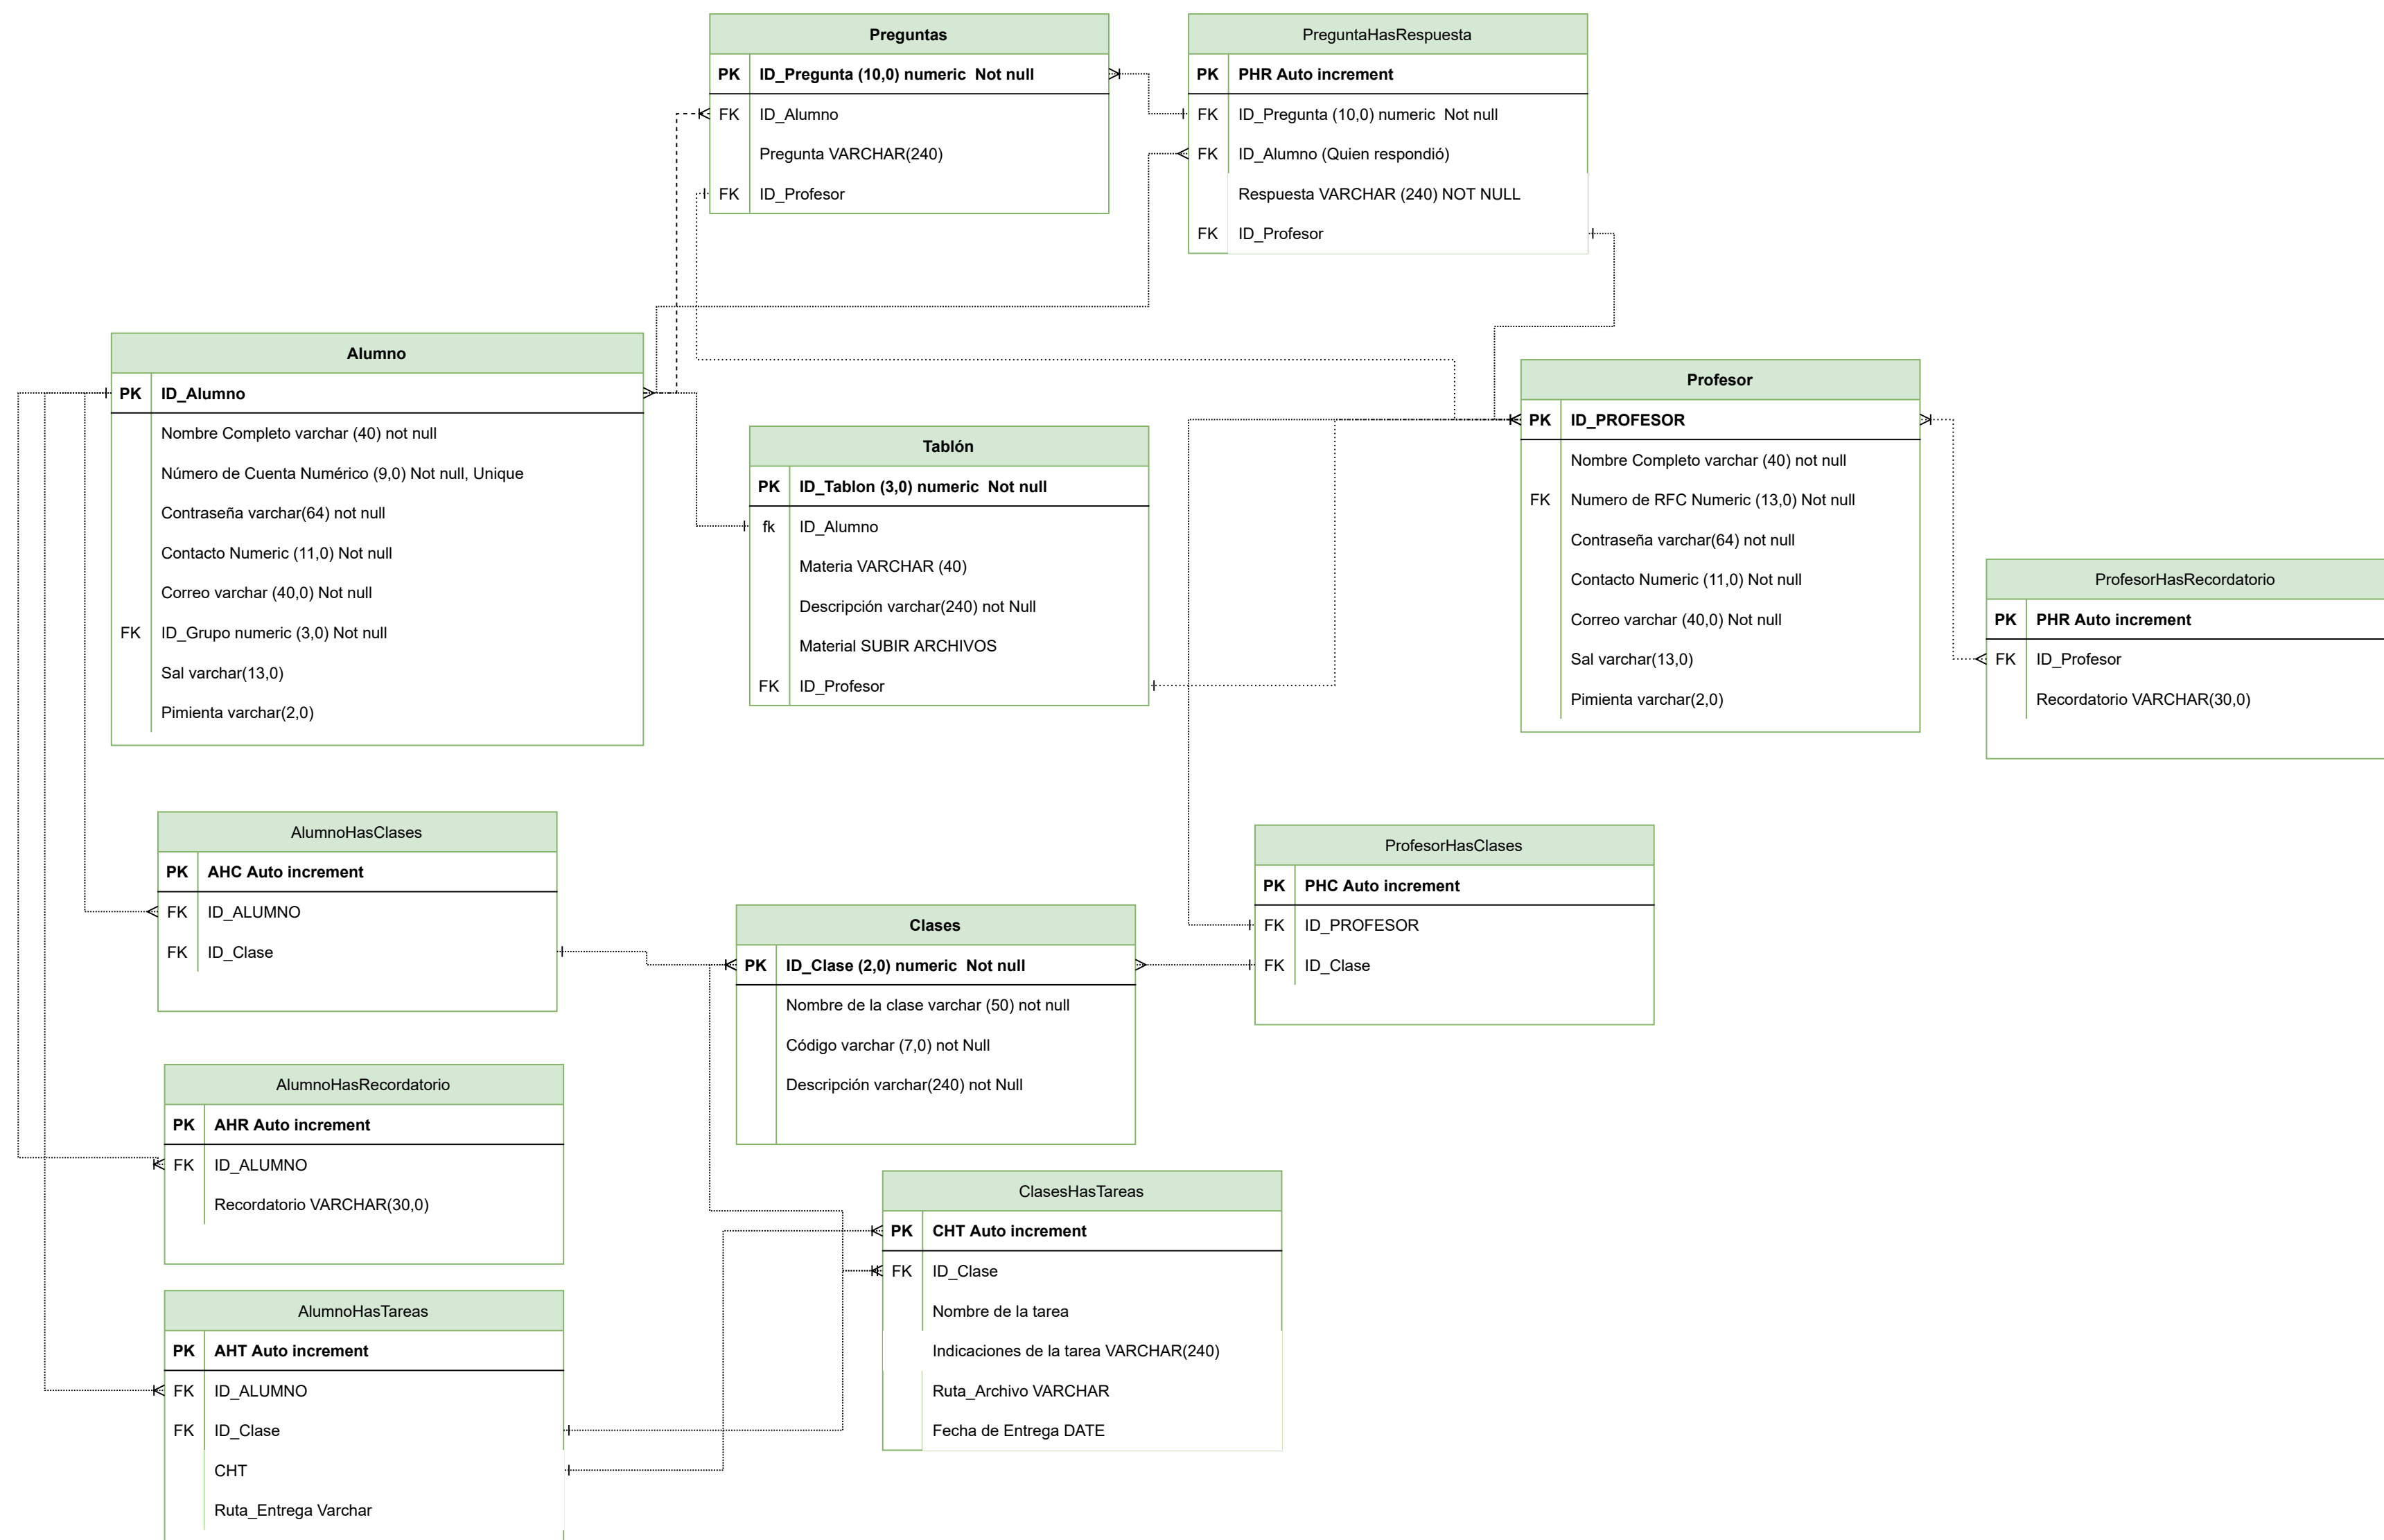 Preguntas
PK ID_Pregunta (10,0) numeric  Not null
FK ID_Alumno
Pregunta VARCHAR(240)
FK ID_Profesor
PreguntaHasRespuesta
PK PHR Auto increment
FK ID_Pregunta (10,0) numeric  Not null
FK ID_Alumno (Quien respondió)
Respuesta VARCHAR (240) NOT NULL
FK ID_Profesor
Alumno
PK ID_Alumno
Nombre Completo varchar (40) not null
Número de Cuenta Numérico (9,0) Not null, Unique
Contraseña varchar(64) not null
Contacto Numeric (11,0) Not null
Correo varchar (40,0) Not null
FK ID_Grupo numeric (3,0) Not null
Sal varchar(13,0)
Pimienta varchar(2,0)
Tablón
PK ID_Tablon (3,0) numeric  Not null
fk ID_Alumno
Materia VARCHAR (40)
Descripción varchar(240) not Null
Material SUBIR ARCHIVOS
FK ID_Profesor
Profesor
PK ID_PROFESOR
Nombre Completo varchar (40) not null
FK Numero de RFC Numeric (13,0) Not null
Contraseña varchar(64) not null
Contacto Numeric (11,0) Not null
Correo varchar (40,0) Not null
Sal varchar(13,0)
Pimienta varchar(2,0)
ProfesorHasRecordatorio
PK PHR Auto increment
FK ID_Profesor
Recordatorio VARCHAR(30,0)
AlumnoHasClases
PK AHC Auto increment
FK ID_ALUMNO
FK ID_Clase
Clases
PK ID_Clase (2,0) numeric  Not null
Nombre de la clase varchar (50) not null
Código varchar (7,0) not Null
Descripción varchar(240) not Null
ProfesorHasClases
PK PHC Auto increment
FK ID_PROFESOR
FK ID_Clase
AlumnoHasRecordatorio
PK AHR Auto increment
FK ID_ALUMNO
Recordatorio VARCHAR(30,0)
ClasesHasTareas
PK CHT Auto increment
FK ID_Clase
Nombre de la tarea
Indicaciones de la tarea VARCHAR(240)
Ruta_Archivo VARCHAR
Fecha de Entrega DATE
AlumnoHasTareas
PK AHT Auto increment
FK ID_ALUMNO
FK ID_Clase
CHT
Ruta_Entrega Varchar